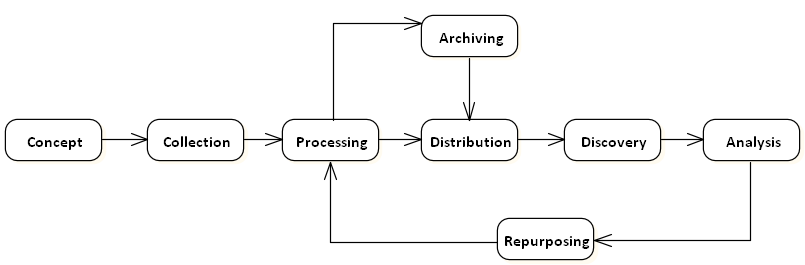 Archiving
Concept
Collection
Processing
Distribution
Discovery
Analysis
Repurposing